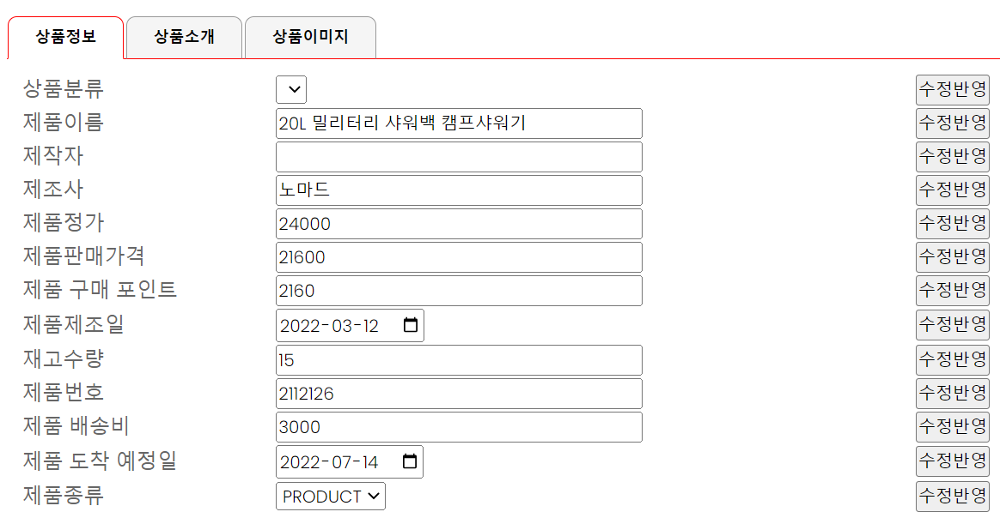 상품정보 상품소개 상품이미지
상품분류 수정반영
제품이름 20L 밀리터리 샤워백 캠프샤워기 수정반영
제작자 수정반영
제조사 노마드 수정반영
제품정가 24000 수정반영
제품판매가격 21600 수정반영
제품 구매 포인트 2160 수정반영
제품제조일 2022-03-12 수정반영
재고수량 15 수정반영
제품번호 2112126 수정반영
제품 배송비 3000 수정반영
제품 도착 예정일 2022-07-14 수정반영
제품종류 PRODUCT 수정반영